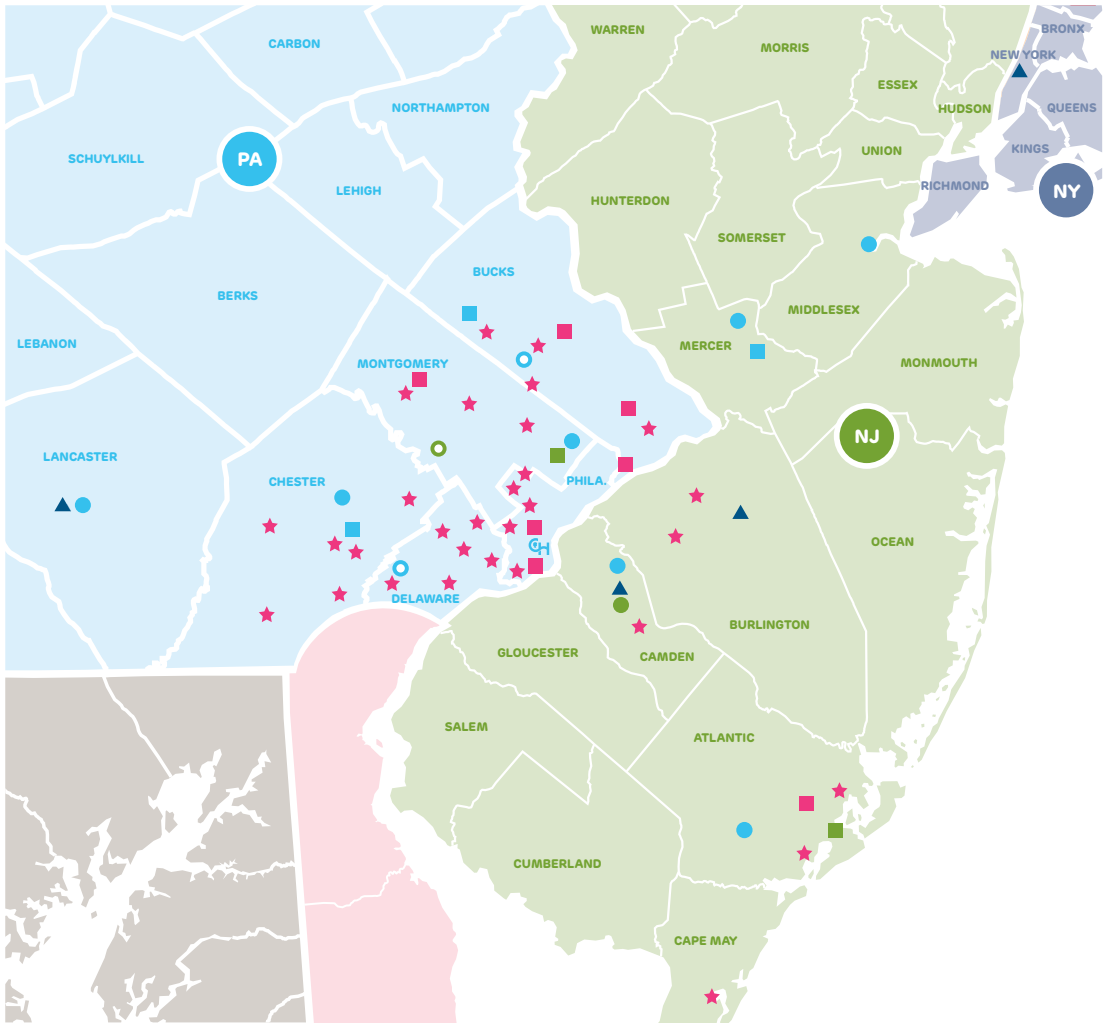 WARREN
BRONX
CARBON
MORRIS
NEW YORK
ESSEX
NORTHAMPTON
HUDSON
QUEENS
SCHUYLKILL
PA
UNION
KINGS
LEHIGH
RICHMOND
NY
HUNTERDON
SOMERSET
BUCKS
BERKS
MIDDLESEX
LEBANON
MERCER
MONTGOMERY
MONMOUTH
NJ
LANCASTER
CHESTER
PHILA.
OCEAN
CH
DELAWARE
BURLINGTON
GLOUCESTER
CAMDEN
SALEM
ATLANTIC
CUMBERLAND
CAPE MAY